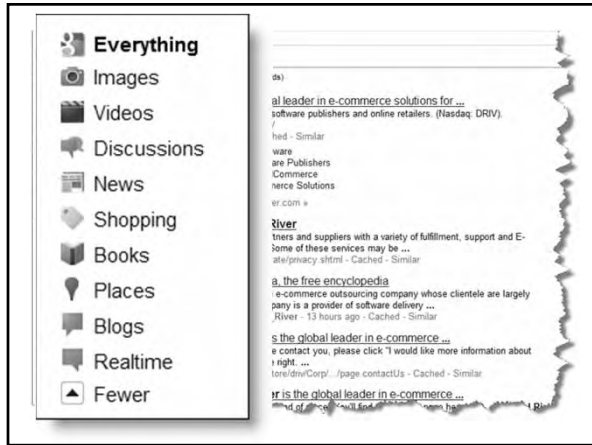 Everything
Images
Videos
Discussions
News
Shopping
Books
Places
Blogs
Realtime
Fewer
ds)
al leader in e-commerce solutions for ...
software publishers and online retailers. (Nasdaq: DRIV).
/
hed - Similar
ware
are Publishers
Commerce
merce Solutions
er.com »
River
tners and suppliers with a variety of fulfillment, support and E-
Some of these services may be ...
ate/privacy.shtml - Cached - Similar
a, the free encyclopedia
e-commerce outsourcing company whose clientele are largely
pany is a provider of software delivery ...
_River - 13 hours ago - Cached - Similar
s the global leader in e-commerce ...
e contact you, please click "I would like more information about
e right. ...
tore/driv/Corp/.../page.contactUs - Cached - Similar
er is the global leader in e-commerce ...